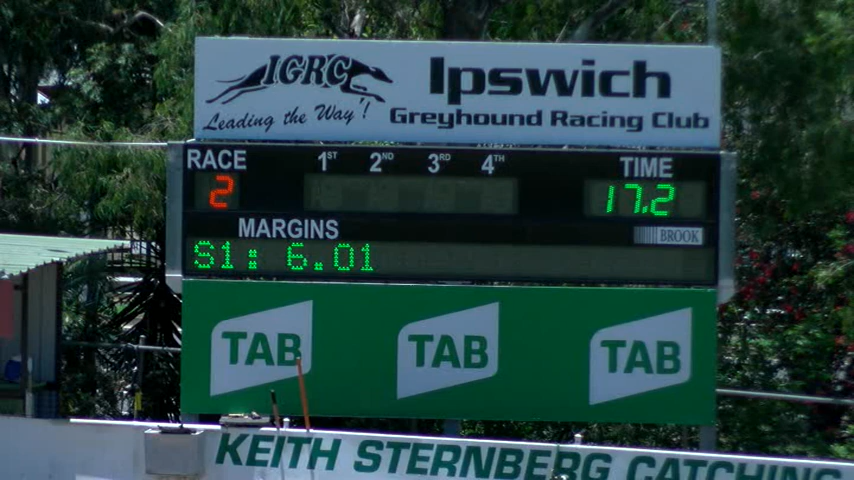 IGRC
Leading the Way!
Ipswich
Greyhound Racing Club
RACE 1ST 2ND 3RD 4TH TIME
2 17.2
MARGINS
BROOK
S1: 6.01
TAB TAB TAB
KEITH STERNBERG CATCHING